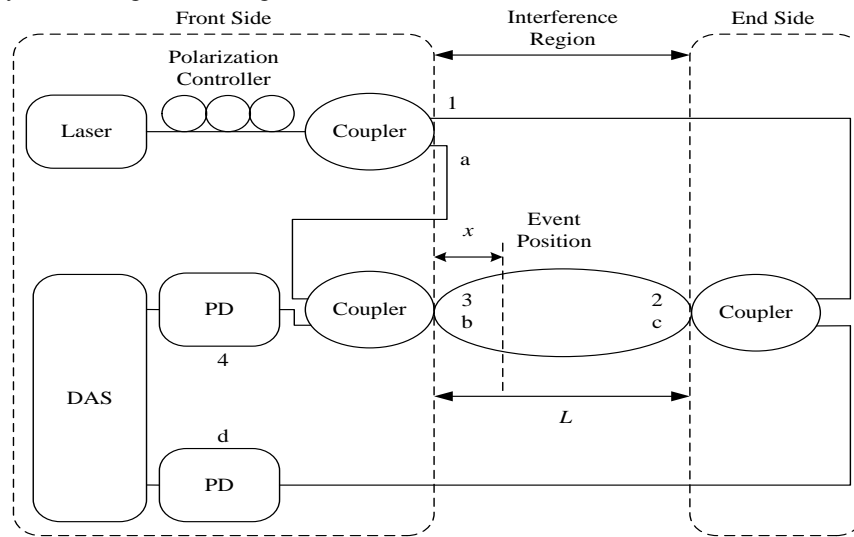 Front Side
Interference
Region
End Side
Polarization
Controller
Laser
Coupler
1
a
x
Event
Position
PD
Coupler
3
b
2
c
Coupler
4
DAS
L
d
PD